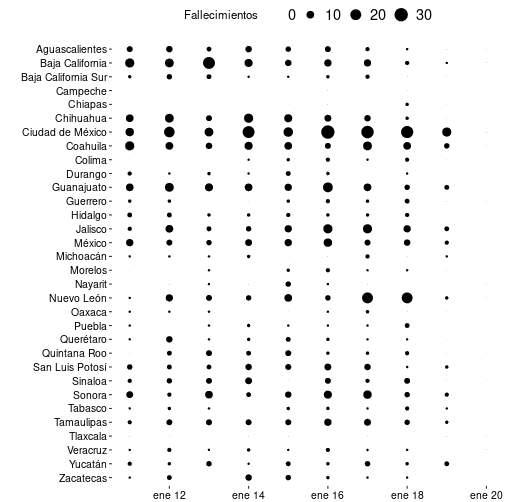 Fallecimientos 0 10 20 30
Aguascalientes
Baja California
Baja California Sur
Campeche
Chiapas
Chihuahua
Ciudad de México
Coahuila
Colima
Durango
Guanajuato
Guerrero
Hidalgo
Jalisco
México
Michoacán
Morelos
Nayarit
Nuevo León
Oaxaca
Puebla
Querétaro
Quintana Roo
San Luis Potosí
Sinaloa
Sonora
Tabasco
Tamaulipas
Tlaxcala
Veracruz
Yucatán
Zacatecas
ene 12 ene 14 ene 16 ene 18 ene 20